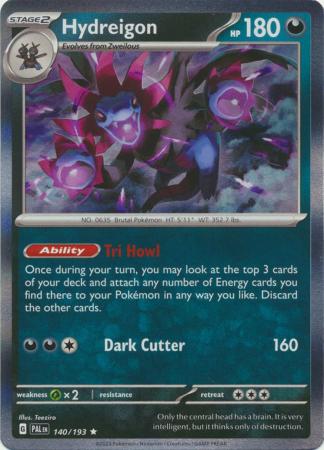 STAGE2
Hydreigon
HP 180
Evolves from Zweilous
NO. 0635 Brutal Pokémon HT: 5'11" WT: 352.7 lbs.
Ability Tri Howl
Once during your turn, you may look at the top 3 cards
of your deck and attach any number of Energy cards you
find there to your Pokémon in any way you like. Discard
the other cards.
Dark Cutter 160
weakness ×2 resistance retreat
Illus. Teeziro
G PAL EN 140/193 ★
Only the central head has a brain. It is very
intelligent, but it thinks only of destruction.
©2023 Pokémon / Nintendo / Creatures / GAME FREAK